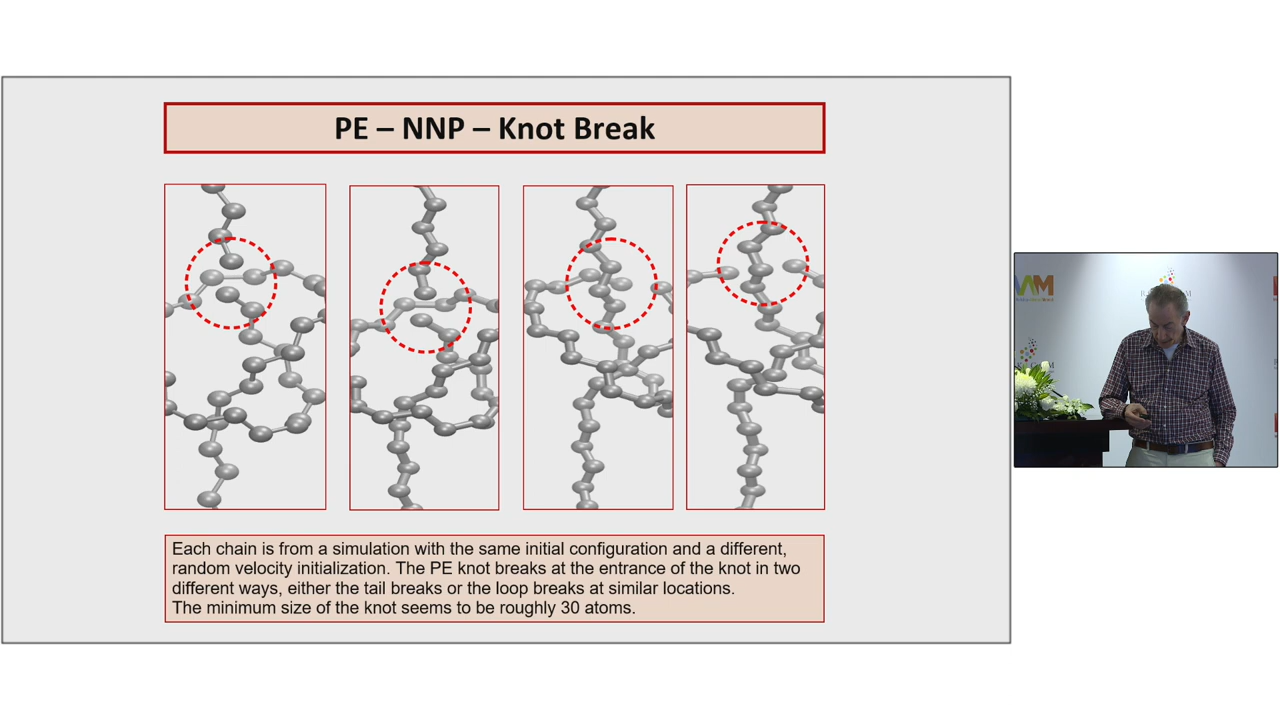 PE – NNP – Knot Break
Each chain is from a simulation with the same initial configuration and a different,
random velocity initialization. The PE knot breaks at the entrance of the knot in two
different ways, either the tail breaks or the loop breaks at similar locations.
The minimum size of the knot seems to be roughly 30 atoms.